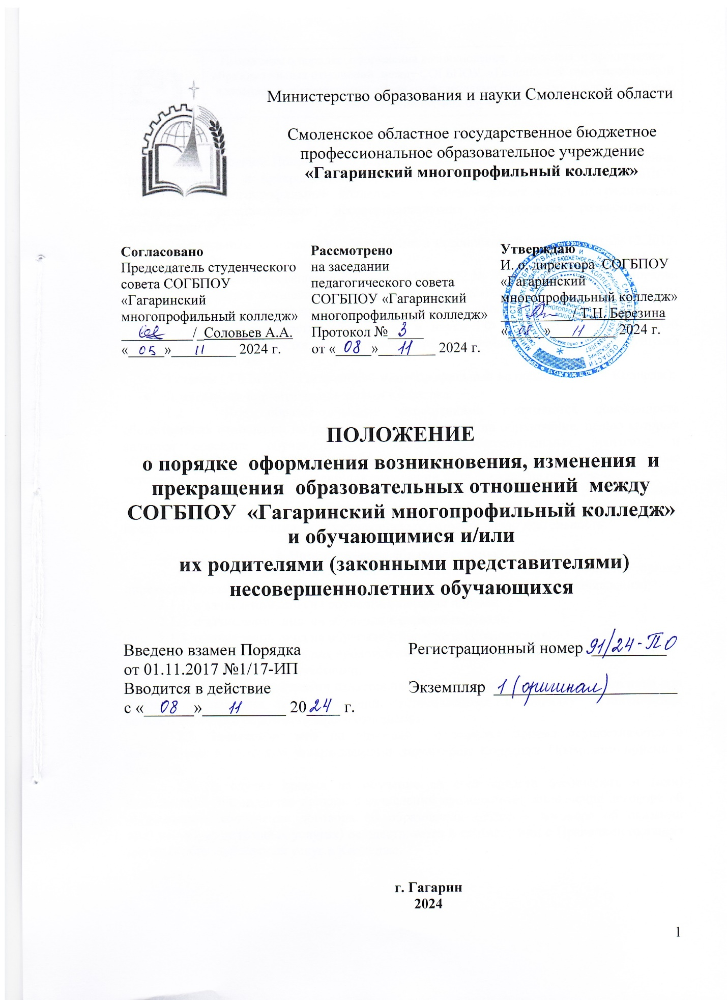 Министерство образования и науки Смоленской области
Смоленское областное государственное бюджетное
профессиональное образовательное учреждение
«Гагаринский многопрофильный колледж»
Согласовано
Председатель студенческого
совета СОГБПОУ
«Гагаринский
многопрофильный колледж»
/ Соловьев А.А.
«05» 11 2024 г.
Рассмотрено
на заседании
педагогического совета
СОГБПОУ «Гагаринский
многопрофильный колледж»
Протокол № 3
от «08» 11 2024 г.
Утверждаю
И. о. директора СОГБПОУ
«Гагаринский
многопрофильный колледж»
/ Т.Н. Березина
«08» 11 2024 г.
ПОЛОЖЕНИЕ
о порядке оформления возникновения, изменения и
прекращения образовательных отношений между
СОГБПОУ «Гагаринский многопрофильный колледж»
и обучающимися и/или
их родителями (законными представителями)
несовершеннолетних обучающихся
Введено взамен Порядка
от 01.11.2017 №1/17-ИП
Вводится в действие
с «08» 11 2024 г.
Регистрационный номер 91/24-ПО
Экземпляр 1 (оригинал)
г. Гагарин
2024
1